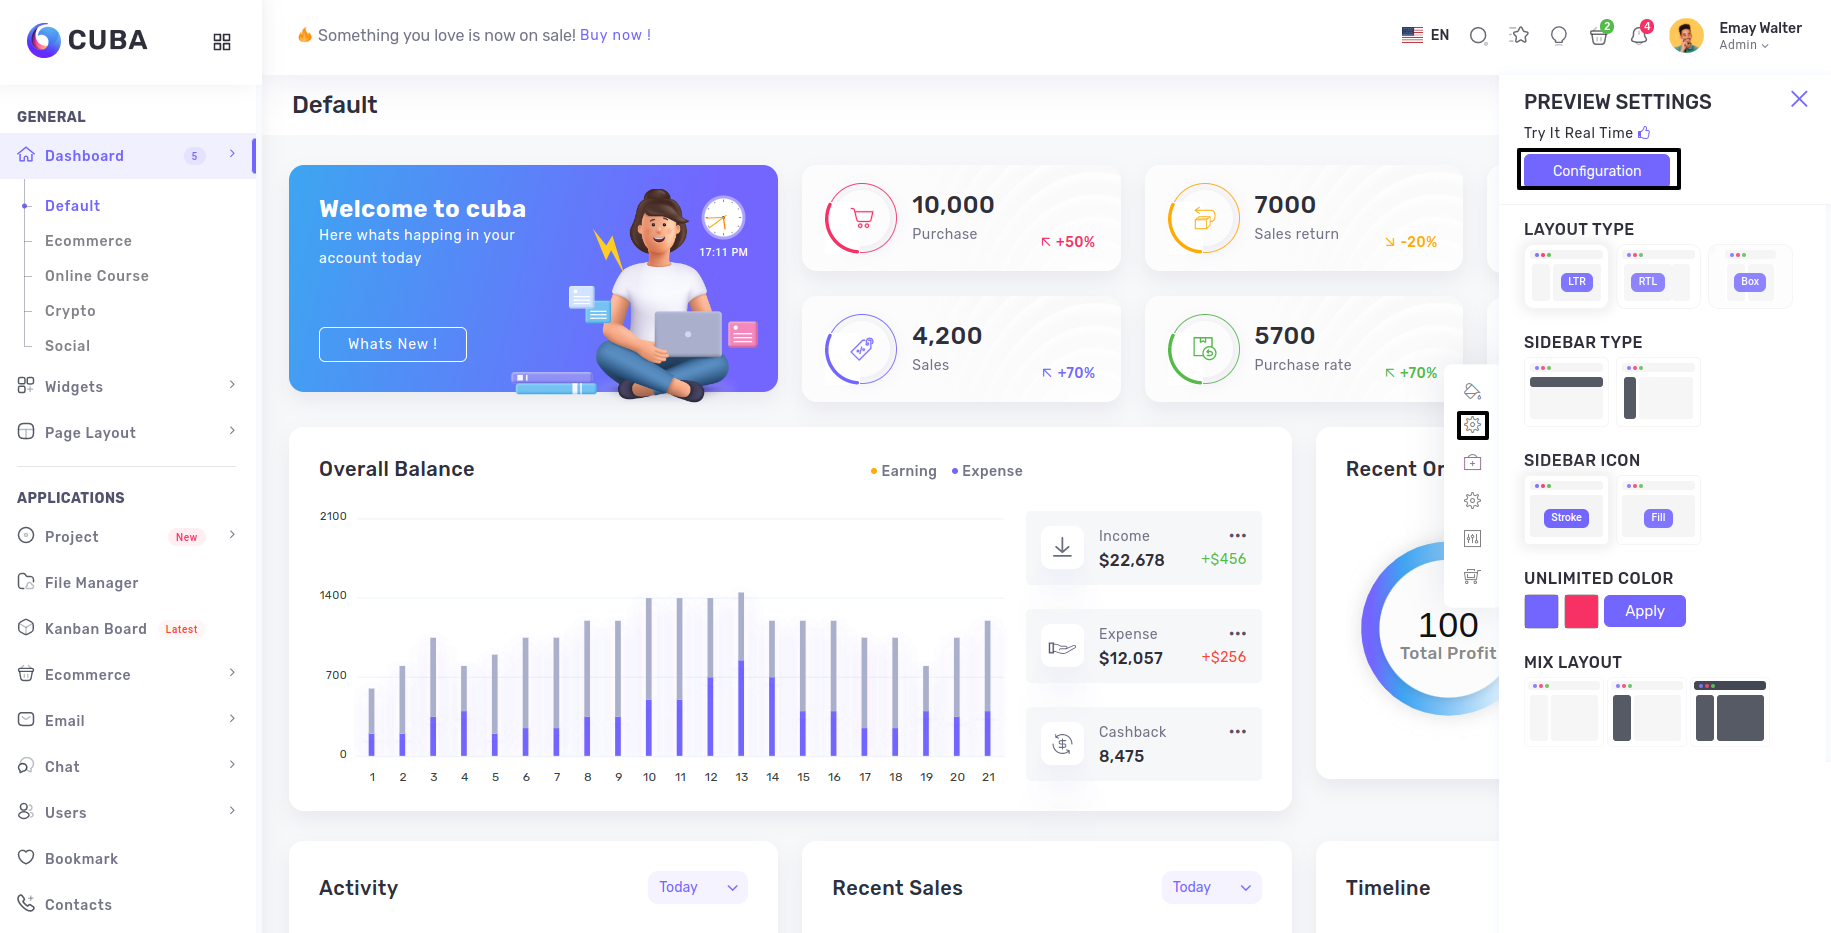 CUBA
Something you love is now on sale! Buy now !
EN
2
4
Emay Walter
Admin
GENERAL
Dashboard 5
Default
Ecommerce
Online Course
Crypto
Social
Widgets
Page Layout
APPLICATIONS
Project New
File Manager
Kanban Board Latest
Ecommerce
Email
Chat
Users
Bookmark
Contacts
Default
Welcome to cuba
Here whats happing in your
account today
17:11 PM
Whats New !
10,000
Purchase
+50%
7000
Sales return
-20%
4,200
Sales
+70%
5700
Purchase rate
+70%
Overall Balance
Earning Expense
2100
1400
700
0
1 2 3 4 5 6 7 8 9 10 11 12 13 14 15 16 17 18 19 20 21
Income
$22,678 +$456
Expense
$12,057 +$256
Cashback
8,475
Recent Or
100
Total Profit
Activity Today
Recent Sales Today
Timeline
PREVIEW SETTINGS
Try It Real Time
Configuration
LAYOUT TYPE
LTR RTL Box
SIDEBAR TYPE
SIDEBAR ICON
Stroke Fill
UNLIMITED COLOR
Apply
MIX LAYOUT